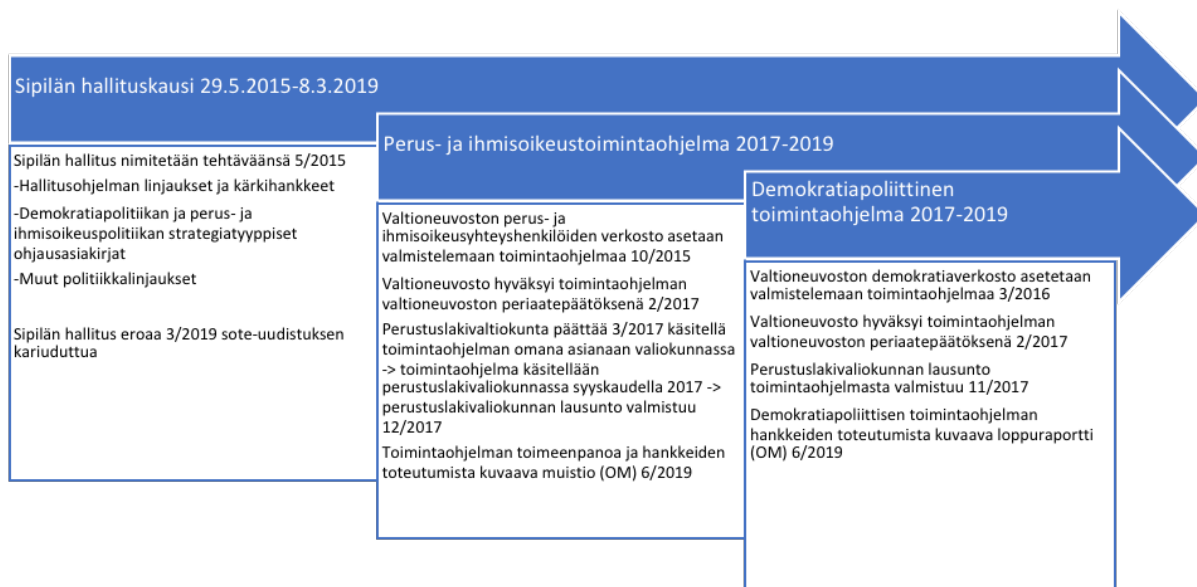 Sipilän hallituskausi 29.5.2015-8.3.2019
Sipilän hallitus nimitetään tehtäväänsä 5/2015
-Hallitusohjelman linjaukset ja kärkihankkeet
-Demokratiapolitiikan ja perus- ja
ihmisoikeuspolitiikan strategiatyyppiset
ohjausasiakirjat
-Muut politiikkalinjaukset
Sipilän hallitus eroaa 3/2019 sote-uudistuksen
kariuduttua
Perus- ja ihmisoikeustoimintaohjelma 2017-2019
Valtioneuvoston perus- ja
ihmisoikeusyhteyshenkilöiden verkosto asetaan
valmistelemaan toimintaohjelmaa 10/2015
Valtioneuvosto hyväksyi toimintaohjelman
valtioneuvoston periaatepäätöksenä 2/2017
Perustuslakivaltiokunta päättää 3/2017 käsitellä
toimintaohjelman omana asianaan valiokunnassa
-> toimintaohjelma käsitellään
perustuslakivaliokunnassa syyskaudella 2017 ->
perustuslakivaliokunnan lausunto valmistuu
12/2017
Toimintaohjelman toimeenpanoa ja hankkeiden
toteutumista kuvaava muistio (OM) 6/2019
Demokratiapoliittinen
toimintaohjelma 2017-2019
Valtioneuvoston demokratiaverkosto asetetaan
valmistelemaan toimintaohjelmaa 3/2016
Valtioneuvosto hyväksyi toimintaohjelman
valtioneuvoston periaatepäätöksenä 2/2017
Perustuslakivaliokunnan lausunto
toimintaohjelmasta valmistuu 11/2017
Demokratiapoliittisen toimintaohjelman
hankkeiden toteutumista kuvaava loppuraportti
(OM) 6/2019